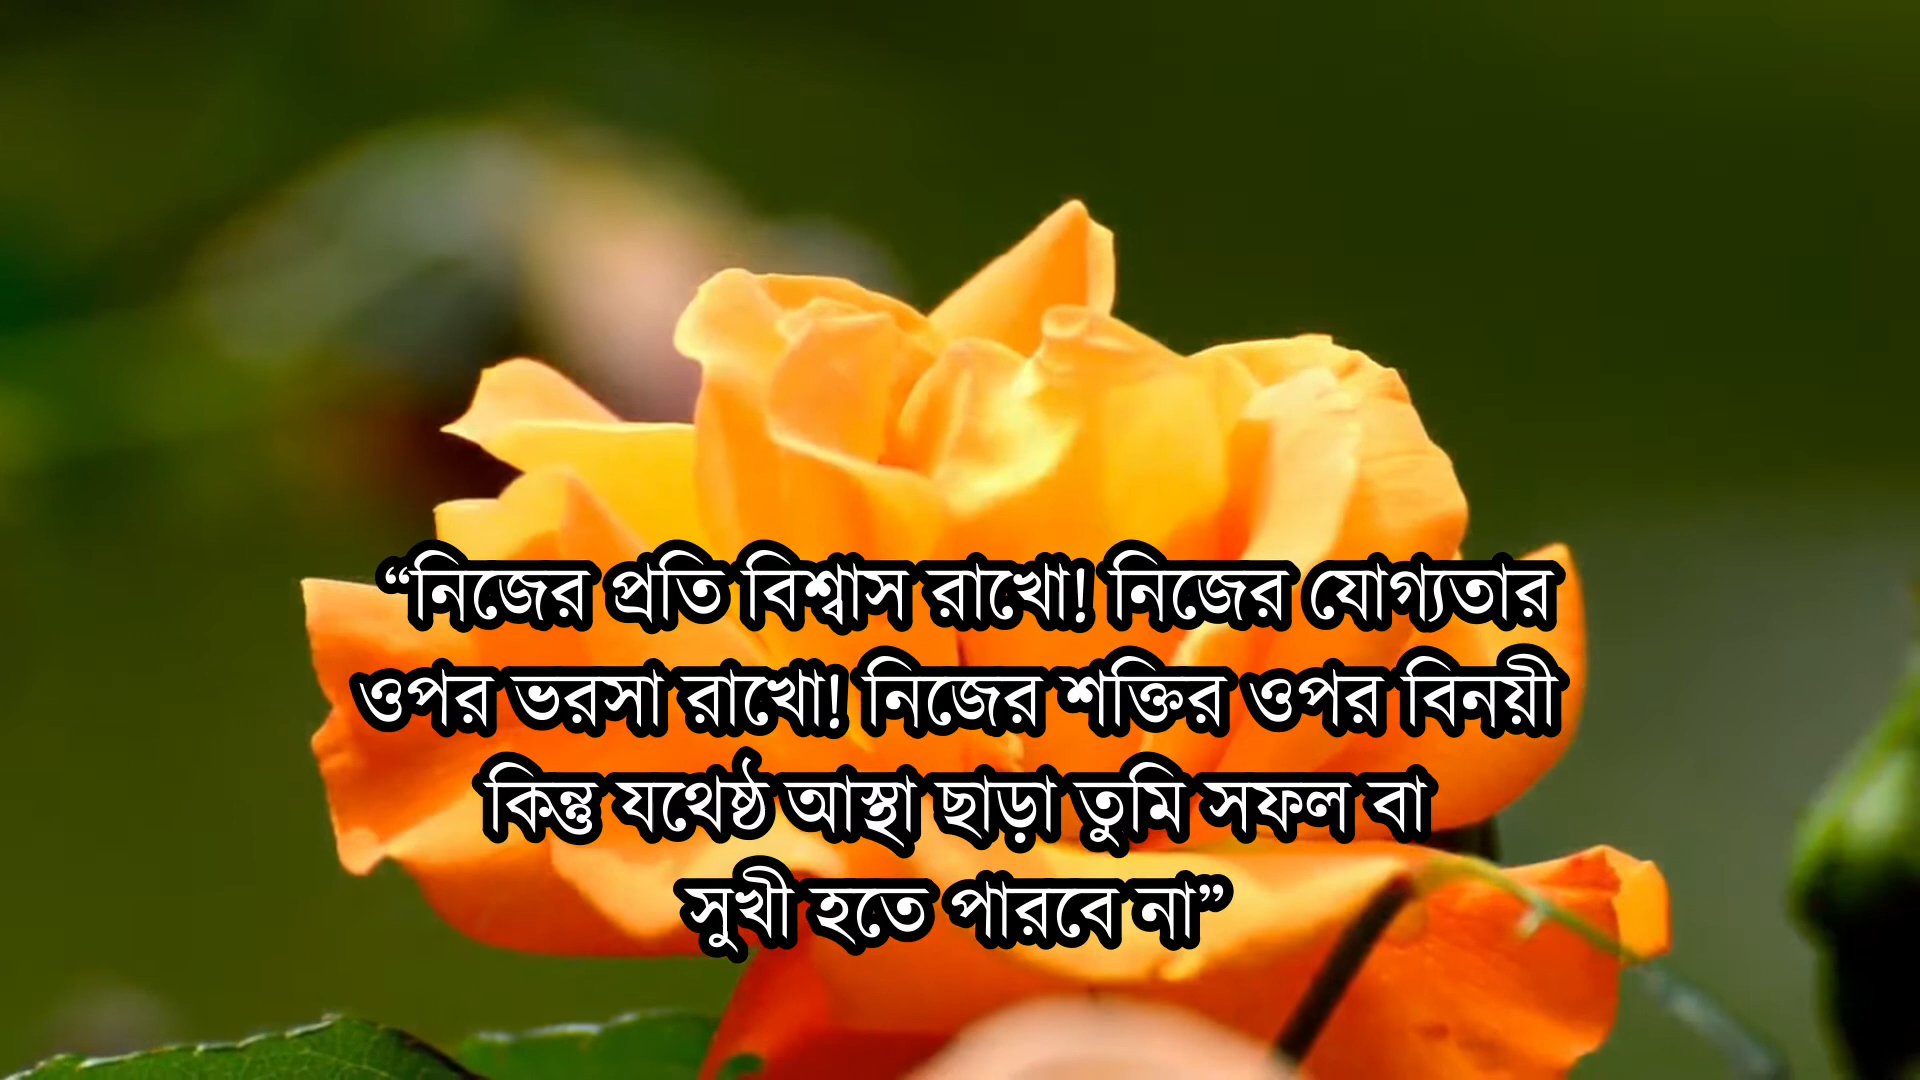 “নিজের প্রতি বিশ্বাস রাখো! নিজের যোগ্যতার
ওপর ভরসা রাখো! নিজের শক্তির ওপর বিনয়ী
কিন্তু যথেষ্ঠ আস্থা ছাড়া তুমি সফল বা
সুখী হতে পারবে না”